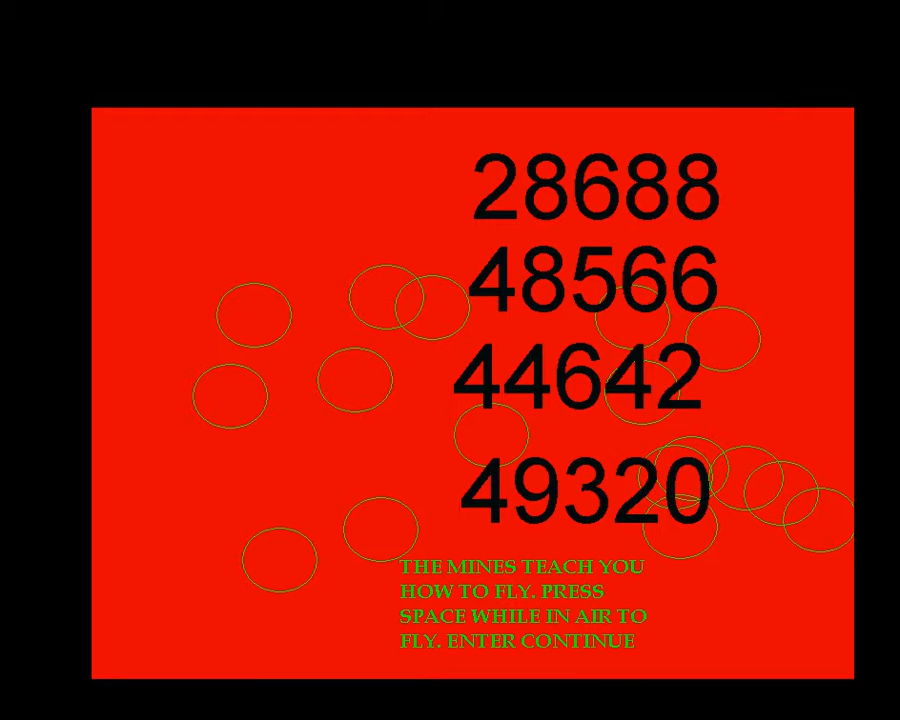 28688
48566
44642
49320
THE MINES TEACH YOU
HOW TO FLY. PRESS
SPACE WHILE IN AIR TO
FLY. ENTER CONTINUE